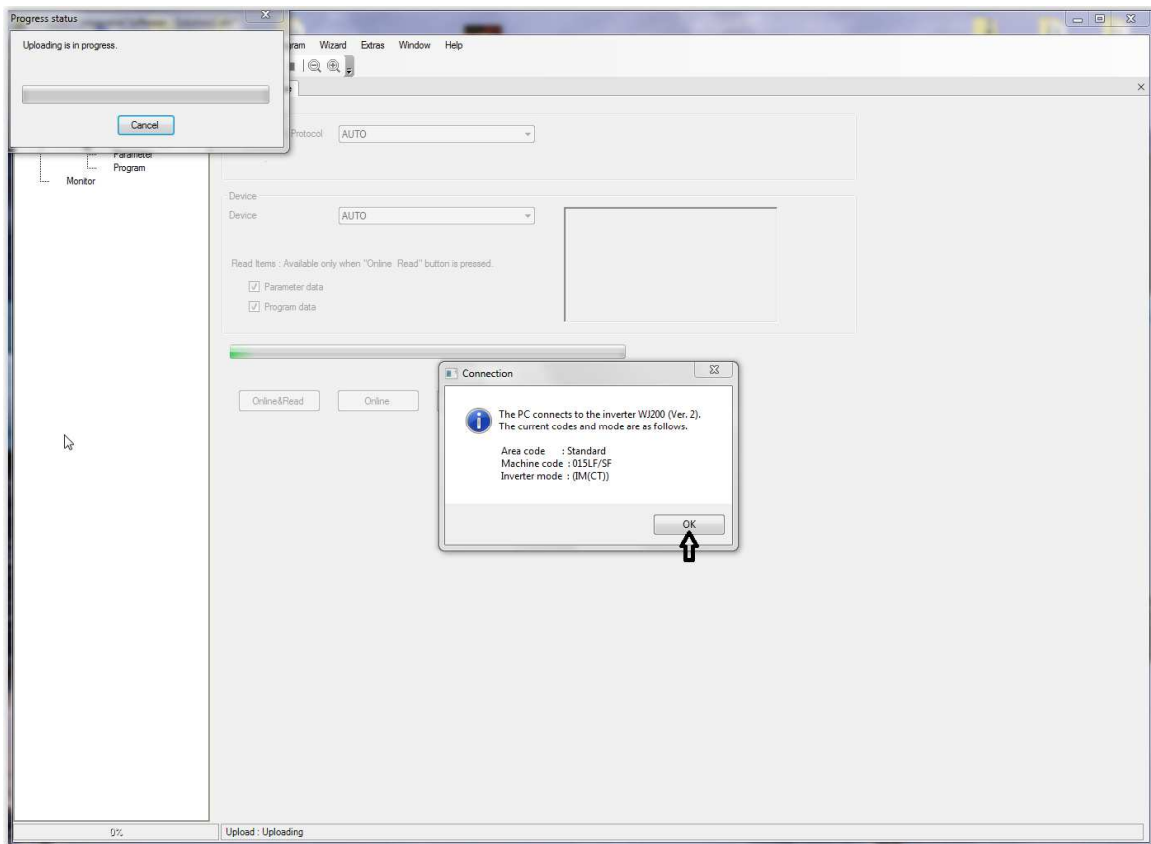 Progress status
Uploading is in progress.
Cancel
Wizard Extras Window Help
Protocol AUTO
Parameter
Program
Monitor
Device
Device AUTO
Read Items : Available only when "Online Read" button is pressed.
Parameter data
Program data
Online&Read Online
Connection
The PC connects to the inverter WJ200 (Ver. 2).
The current codes and mode are as follows.
Area code : Standard
Machine code : 015LF/SF
Inverter mode : (IM(CT))
OK
0%
Upload : Uploading